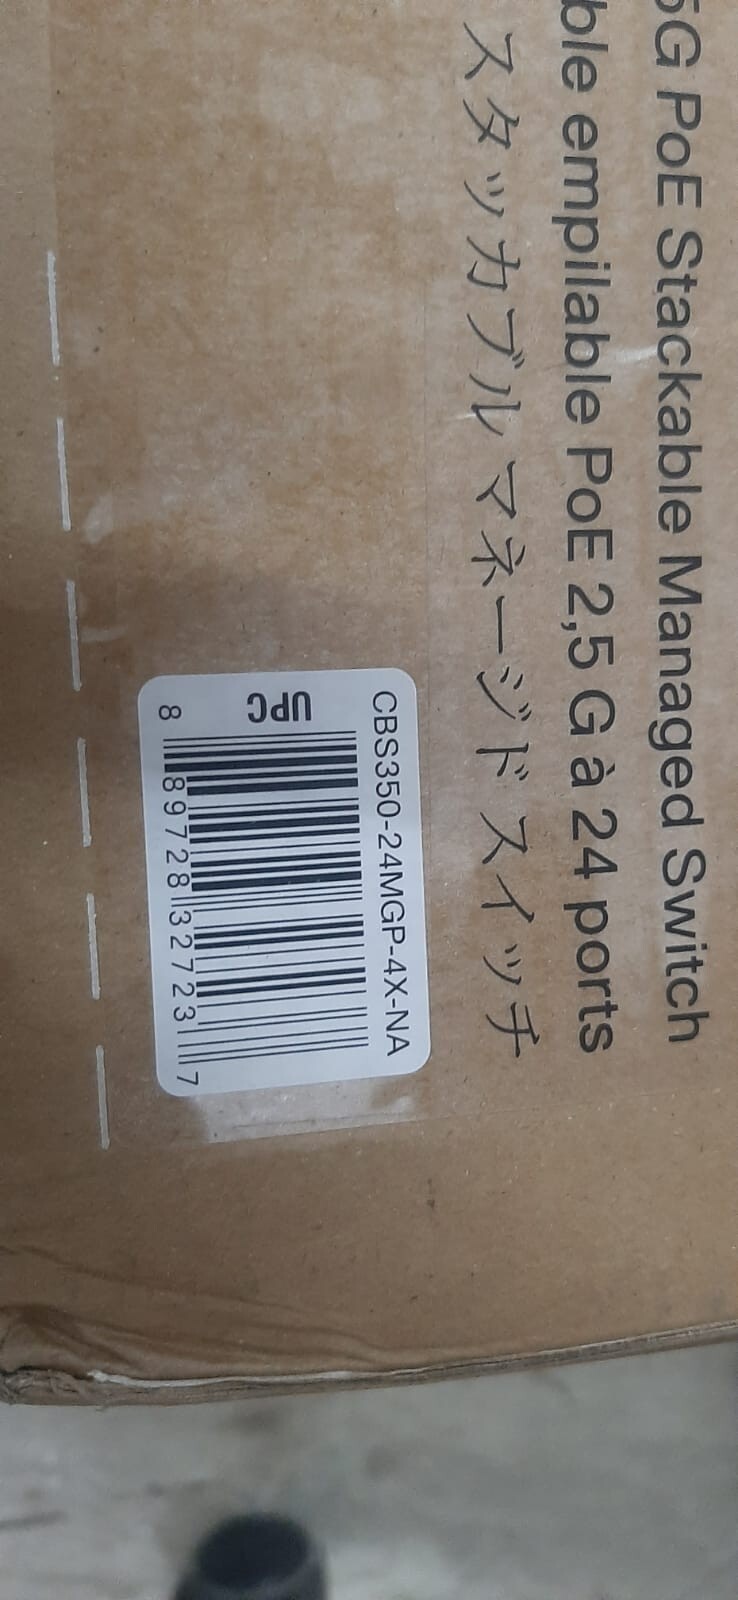 5G PoE Stackable Managed Switch
ble empilable PoE 2,5 G à 24 ports
スタッカブル マネージド スイッチ
CBS350-24MGP-4X-NA
UPC
8 89728 32723 7